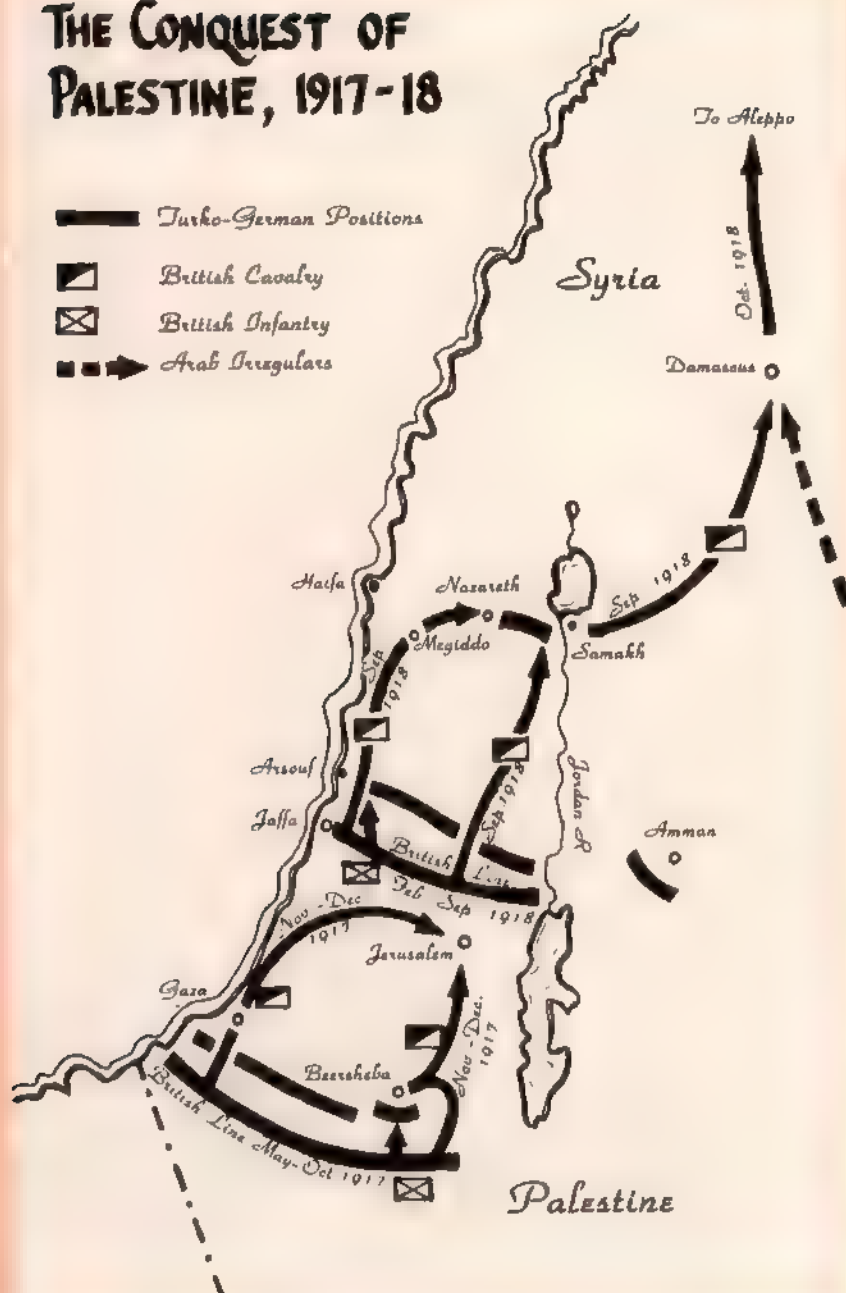 THE CONQUEST OF
PALESTINE, 1917-18
To Aleppo
Turko-German Positions
Oct. 1918
British Cavalry
Syria
British Infantry
Arab Irregulars
Damascus
Haifa
Nazareth
Sep 1918
Megiddo
Samakh
Sep
1918
Arsouf
Jordan R
Sep 1918
Jaffa
Amman
British Line
Feb Sep 1918
Nov-Dec
1917
Jerusalem
Gaza
Nov-Dec.
1917
Beersheba
British Line May-Oct 1917
Palestine